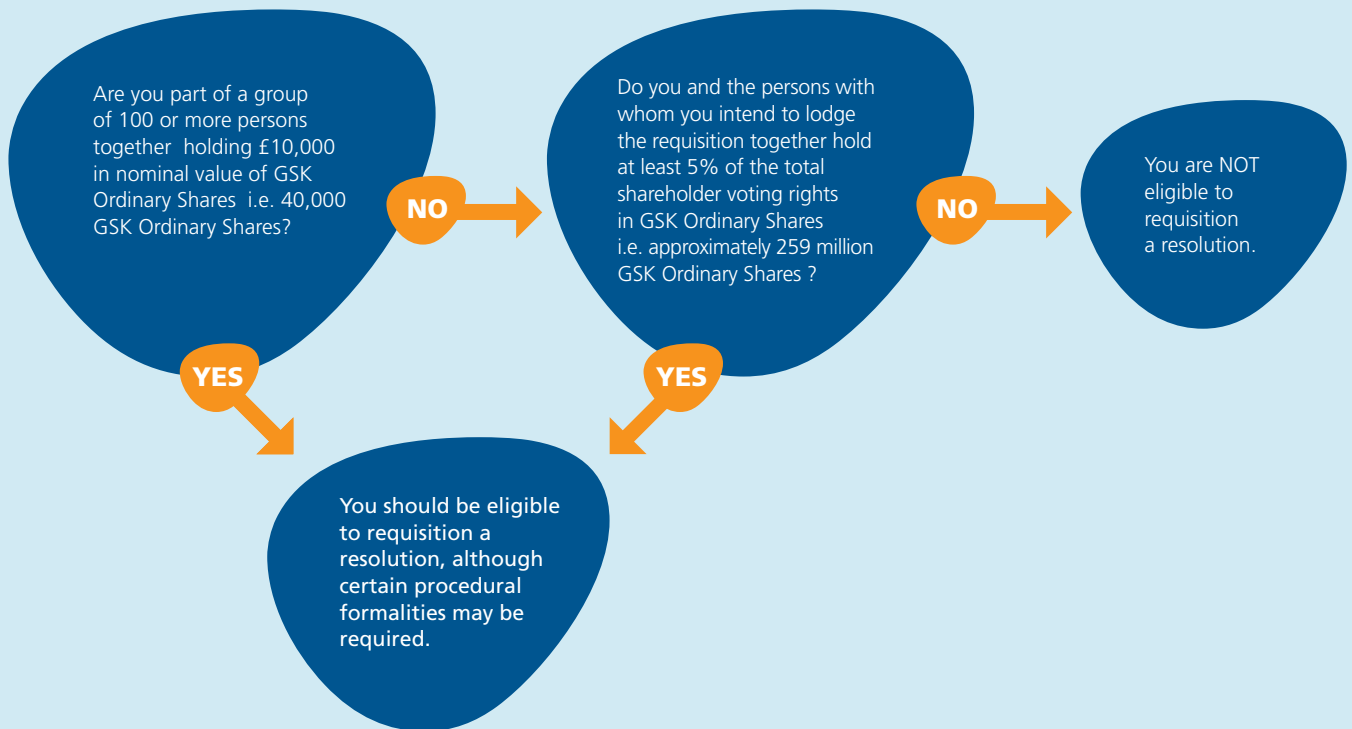 Are you part of a group
of 100 or more persons
together holding £10,000
in nominal value of GSK
Ordinary Shares i.e. 40,000
GSK Ordinary Shares?
NO
Do you and the persons with
whom you intend to lodge
the requisition together hold
at least 5% of the total
shareholder voting rights
in GSK Ordinary Shares
i.e. approximately 259 million
GSK Ordinary Shares ?
NO
You are NOT
eligible to
requisition
a resolution.
YES
YES
You should be eligible
to requisition a
resolution, although
certain procedural
formalities may be
required.